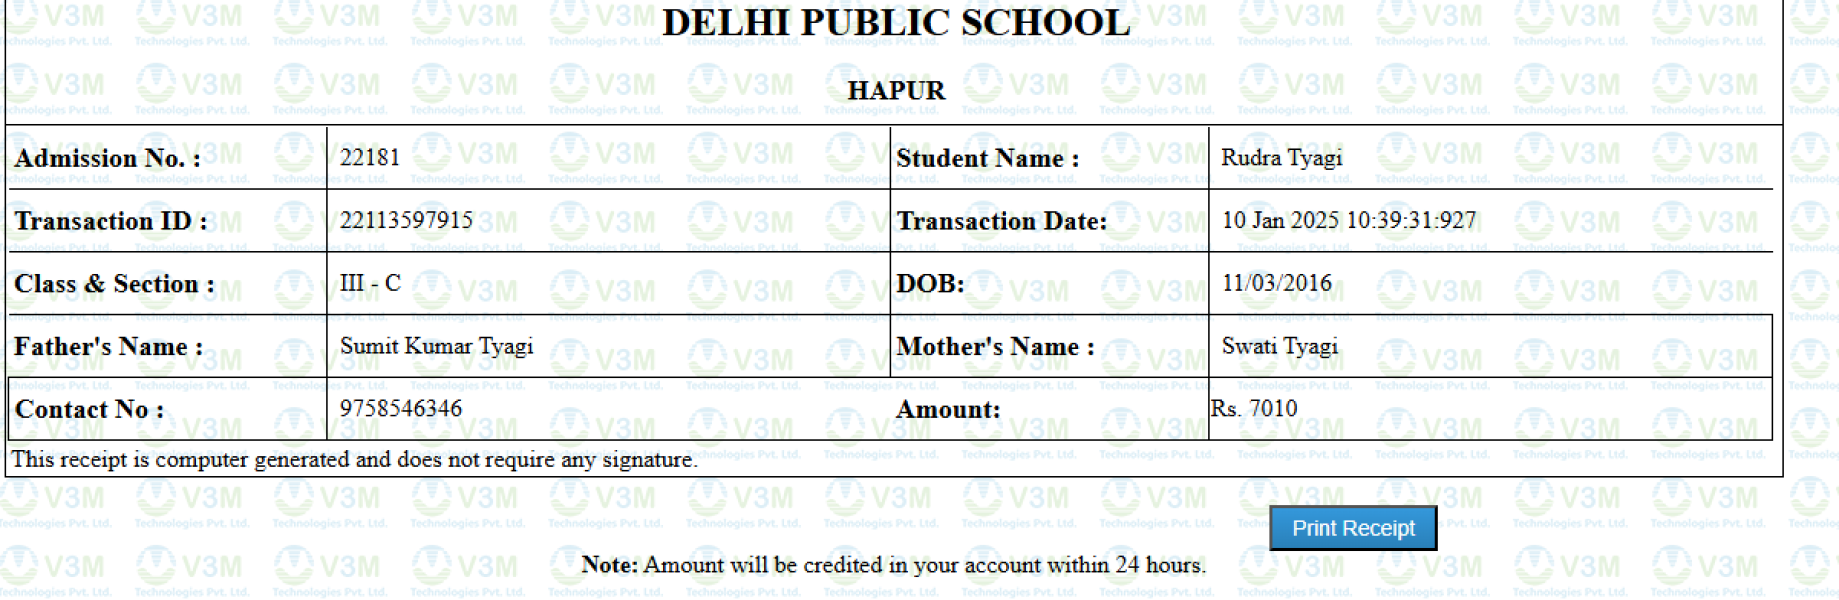 DELHI PUBLIC SCHOOL
HAPUR
Admission No. : 22181 Student Name : Rudra Tyagi
Transaction ID : 22113597915 Transaction Date: 10 Jan 2025 10:39:31:927
Class & Section : III - C DOB: 11/03/2016
Father's Name : Sumit Kumar Tyagi Mother's Name : Swati Tyagi
Contact No : 9758546346 Amount: Rs. 7010
This receipt is computer generated and does not require any signature.
Print Receipt
Note: Amount will be credited in your account within 24 hours.
V3M
Technologies Pvt. Ltd.